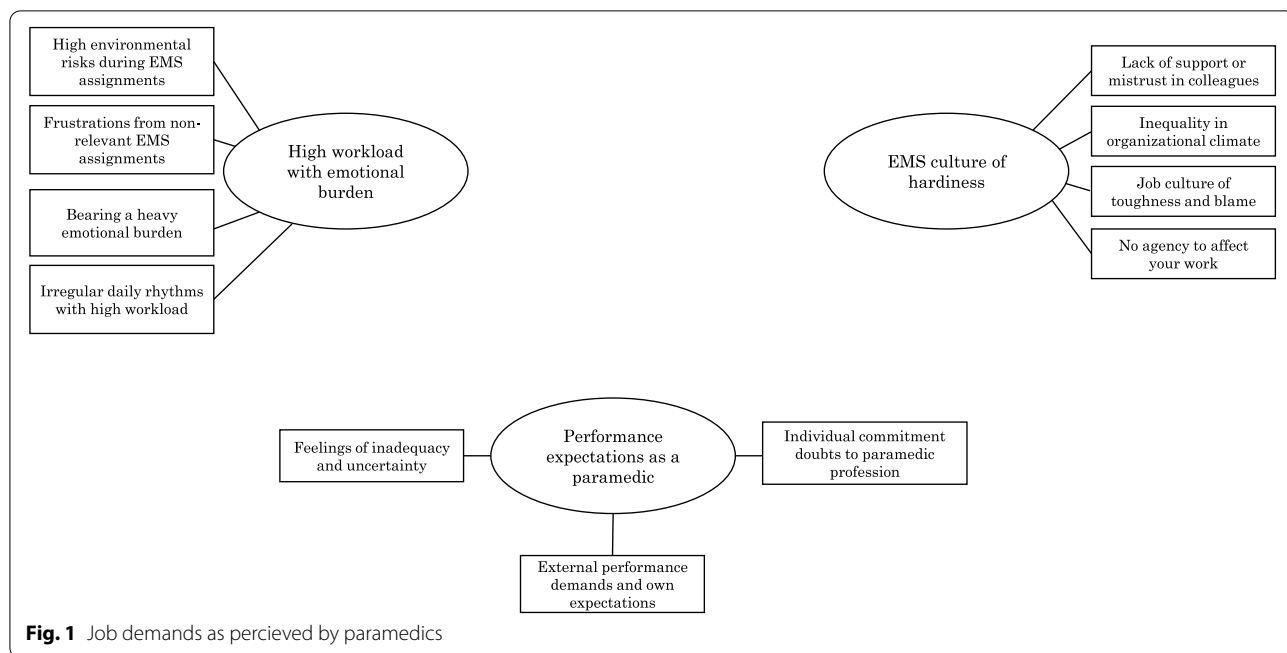 High environmental
risks during EMS
assignments
Frustrations from non-
relevant EMS
assignments
Bearing a heavy
emotional burden
Irregular daily rhythms
with high workload
High workload
with emotional
burden
EMS culture of
hardiness
Lack of support or
mistrust in colleagues
Inequality in
organizational climate
Job culture of
toughness and blame
No agency to affect
your work
Feelings of inadequacy
and uncertainty
Performance
expectations as a
paramedic
Individual commitment
doubts to paramedic
profession
External performance
demands and own
expectations
Fig. 1 Job demands as percieved by paramedics